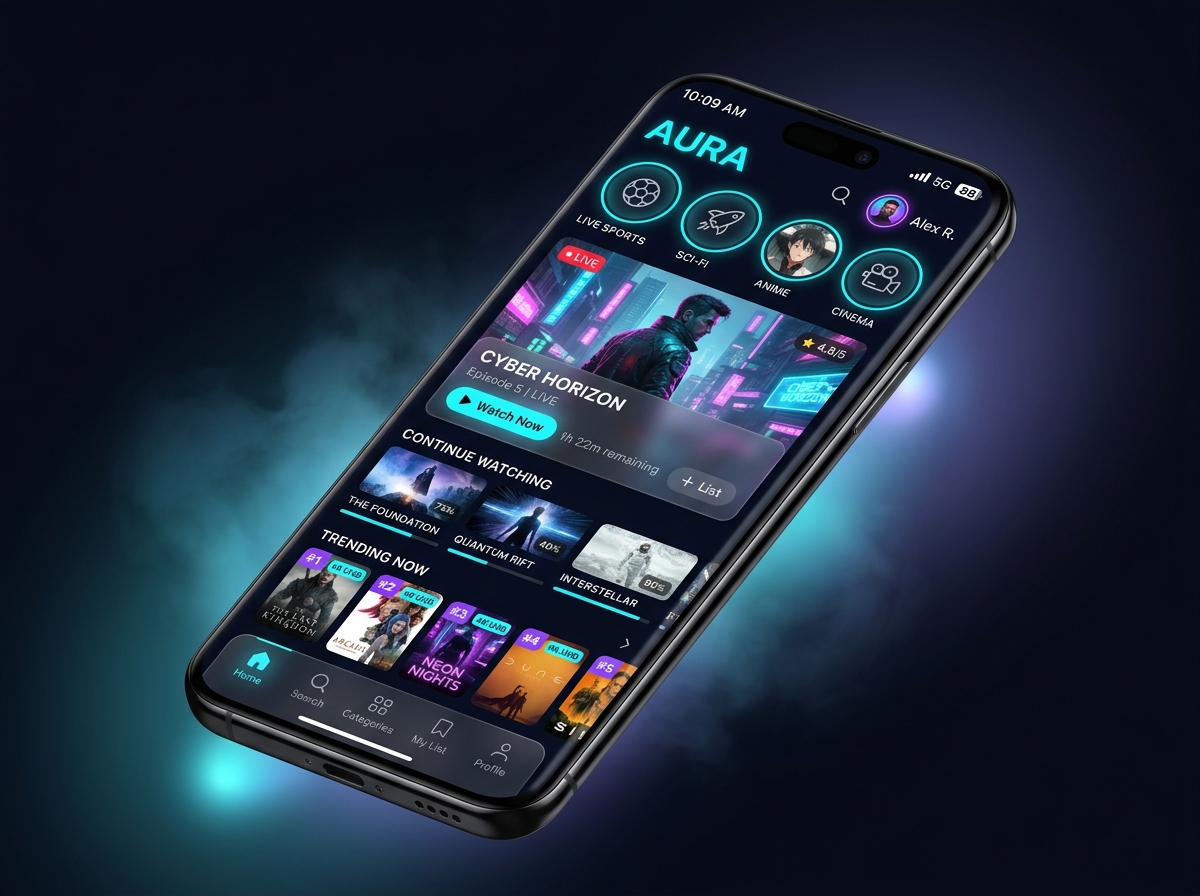 10:09 AM
5G 88
AURA
Alex R.
LIVE SPORTS
SCI-FI
ANIME
CINEMA
LIVE
4.8/5
CYBER HORIZON
Episode 5 | LIVE
Watch Now
1h 22m remaining
+ List
CONTINUE WATCHING
40%
THE FOUNDATION
QUANTUM RIFT
INTERSTELLAR
TRENDING NOW
#1
#2
#3
#4
#5
NEON NIGHTS
DUNE
Home
Search
Categories
My List
Profile